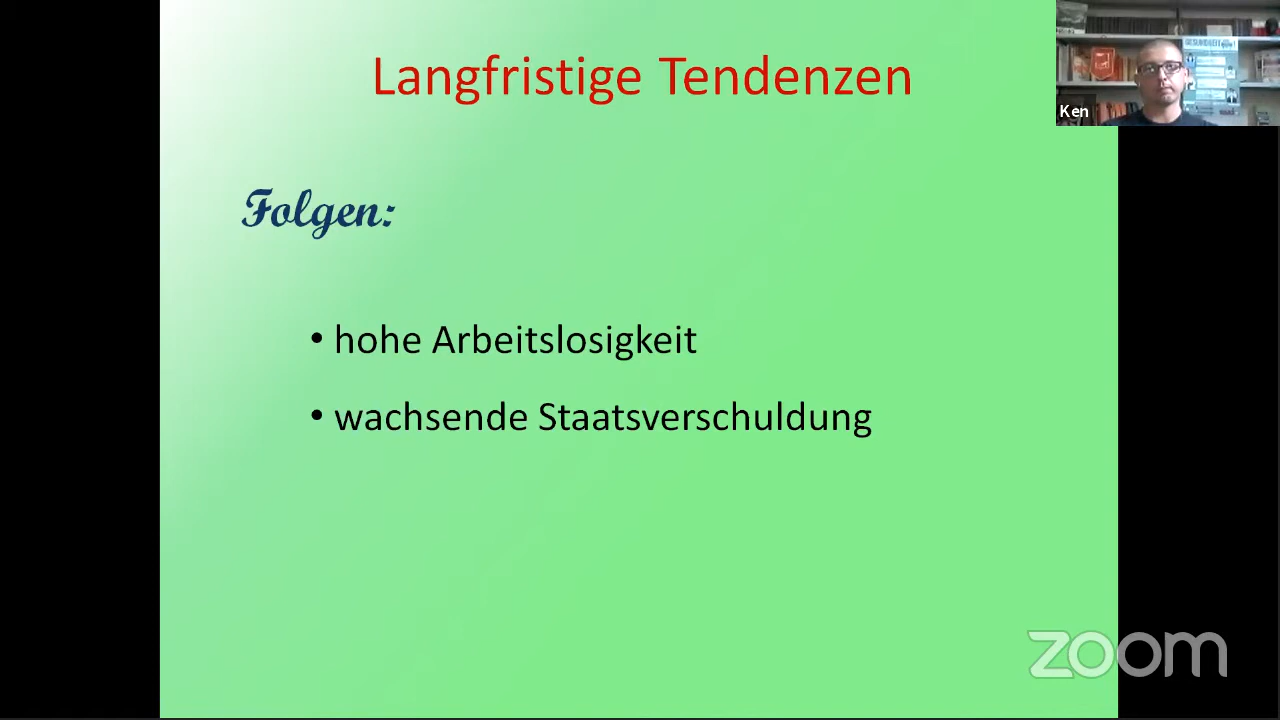 Langfristige Tendenzen
Ken
Folgen:
• hohe Arbeitslosigkeit
• wachsende Staatsverschuldung
zoom